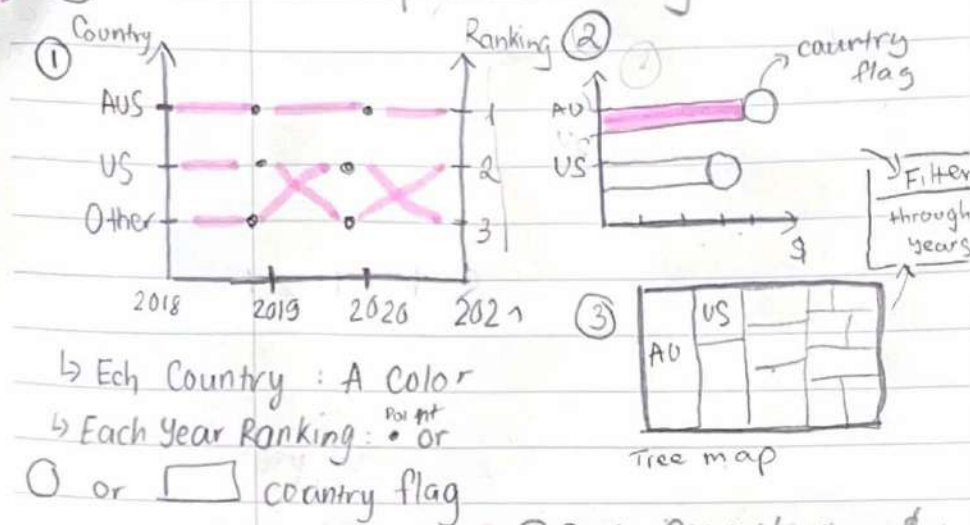 ① Country
Ranking
AUS
1
US
2
Other
3
2018 2019 2020 2021
↳ Ech Country : A Color
↳ Each Year Ranking: • or
Point
○ or ▭ country flag
②
country
flag
AU
US
$
Filter
through
years
③
AU
US
Tree map